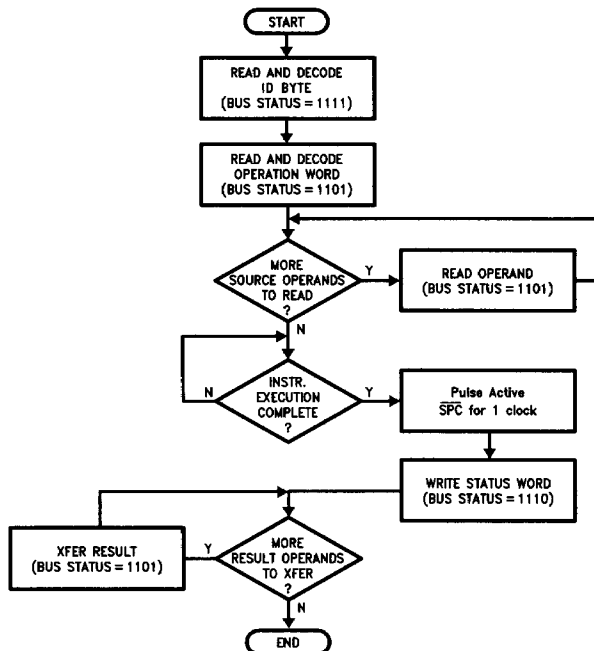 START
READ AND DECODE
ID BYTE
(BUS STATUS = 1111)
READ AND DECODE
OPERATION WORD
(BUS STATUS = 1101)
MORE
SOURCE OPERANDS
TO READ
?
Y
READ OPERAND
(BUS STATUS = 1101)
N
INSTR.
EXECUTION
COMPLETE
?
N
Y
Pulse Active
SPC for 1 clock
WRITE STATUS WORD
(BUS STATUS = 1110)
XFER RESULT
(BUS STATUS = 1101)
Y
MORE
RESULT OPERANDS
TO XFER
?
N
END